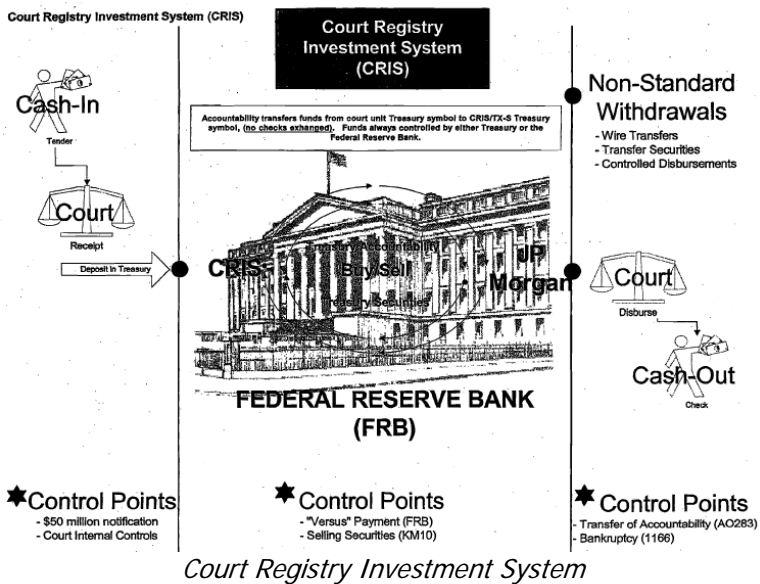 Court Registry Investment System (CRIS)
Court Registry
Investment System
(CRIS)
Accountability transfers funds from court unit Treasury symbol to CRIS/TX-S Treasury
symbol, (no checks exhanged). Funds always controlled by either Treasury or the
Federal Reserve Bank.
Cash-In
Tender
Court
Receipt
Deposit in Treasury
CRIS
Treasury Accountability
Buy/Sell
Treasury Securities
JP
Morgan
FEDERAL RESERVE BANK
(FRB)
Non-Standard
Withdrawals
- Wire Transfers
- Transfer Securities
- Controlled Disbursements
Court
Disburse
Cash-Out
Check
Control Points
- $50 million notification
- Court Internal Controls
Control Points
- "Versus" Payment (FRB)
- Selling Securities (KM10)
Control Points
- Transfer of Accountability (AO283)
- Bankruptcy (1166)
Court Registry Investment System